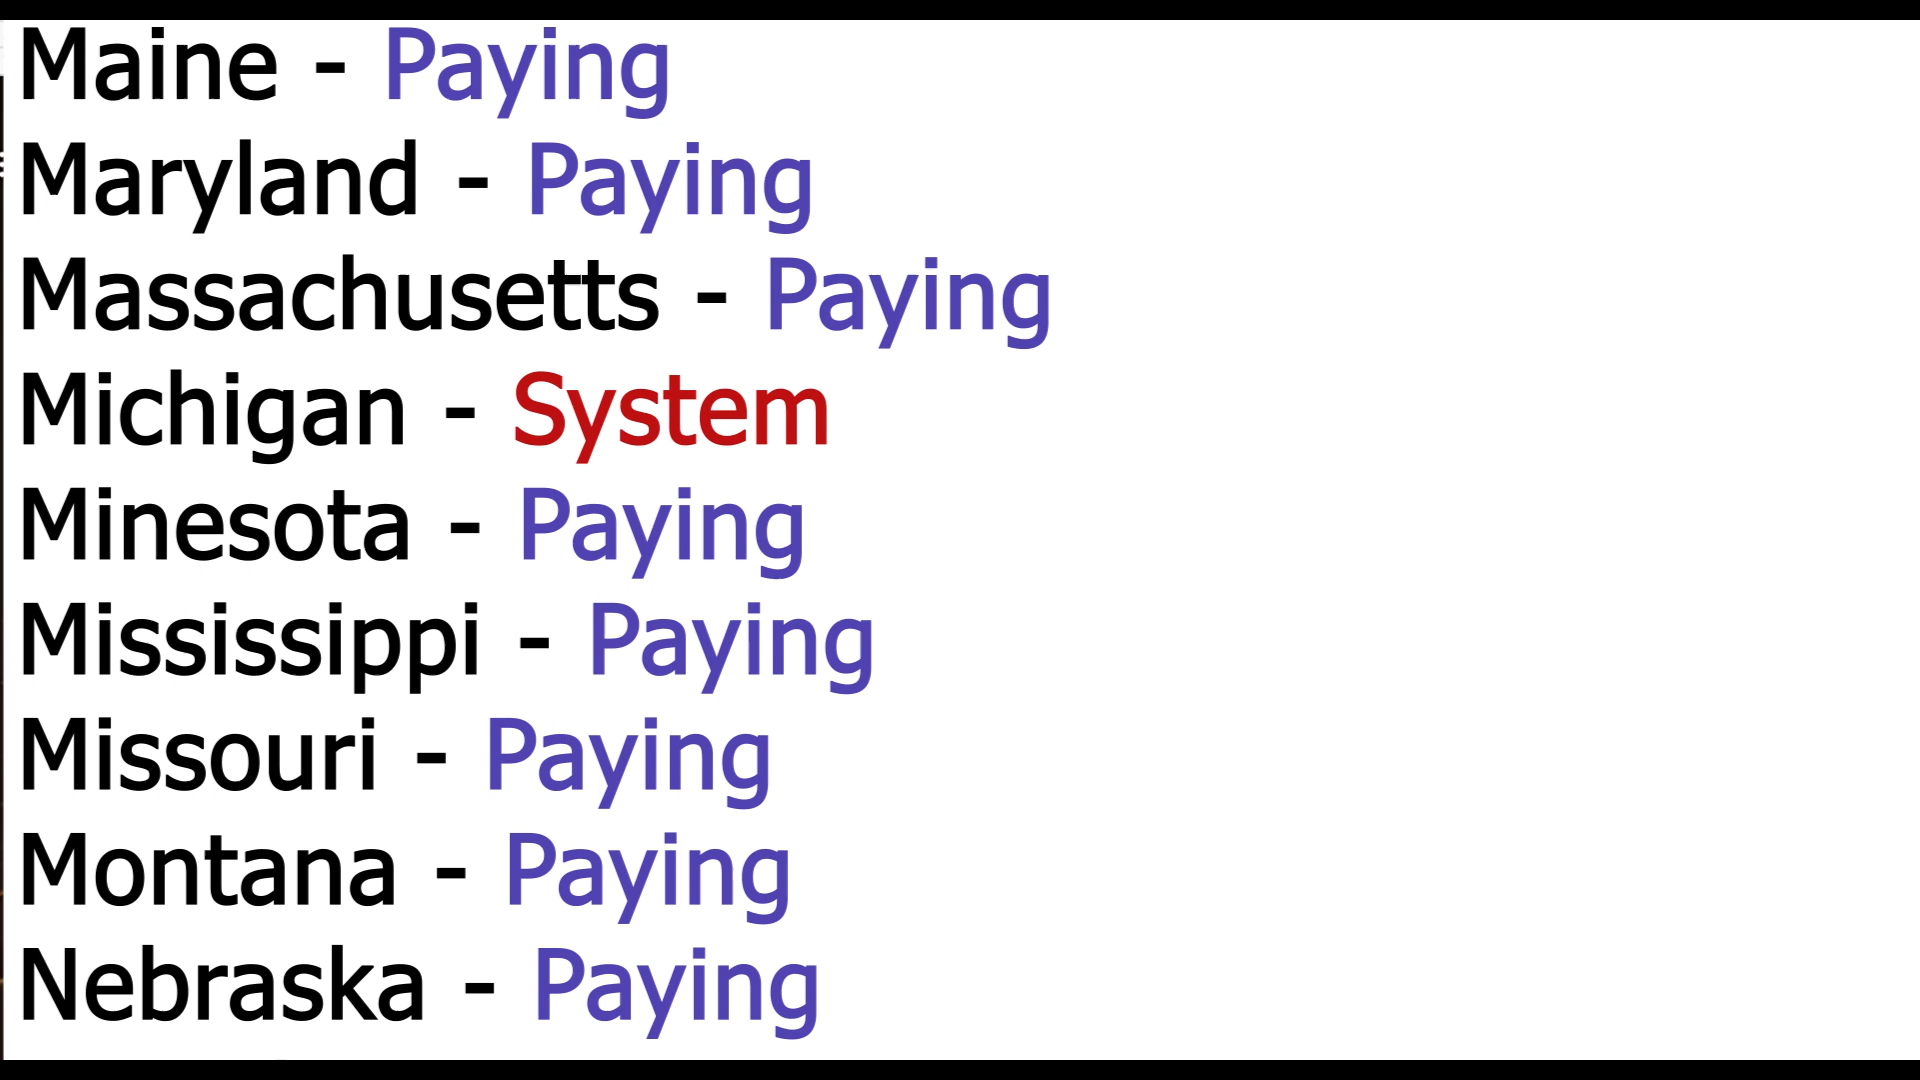 Maine - Paying
Maryland - Paying
Massachusetts - Paying
Michigan - System
Minesota - Paying
Mississippi - Paying
Missouri - Paying
Montana - Paying
Nebraska - Paying